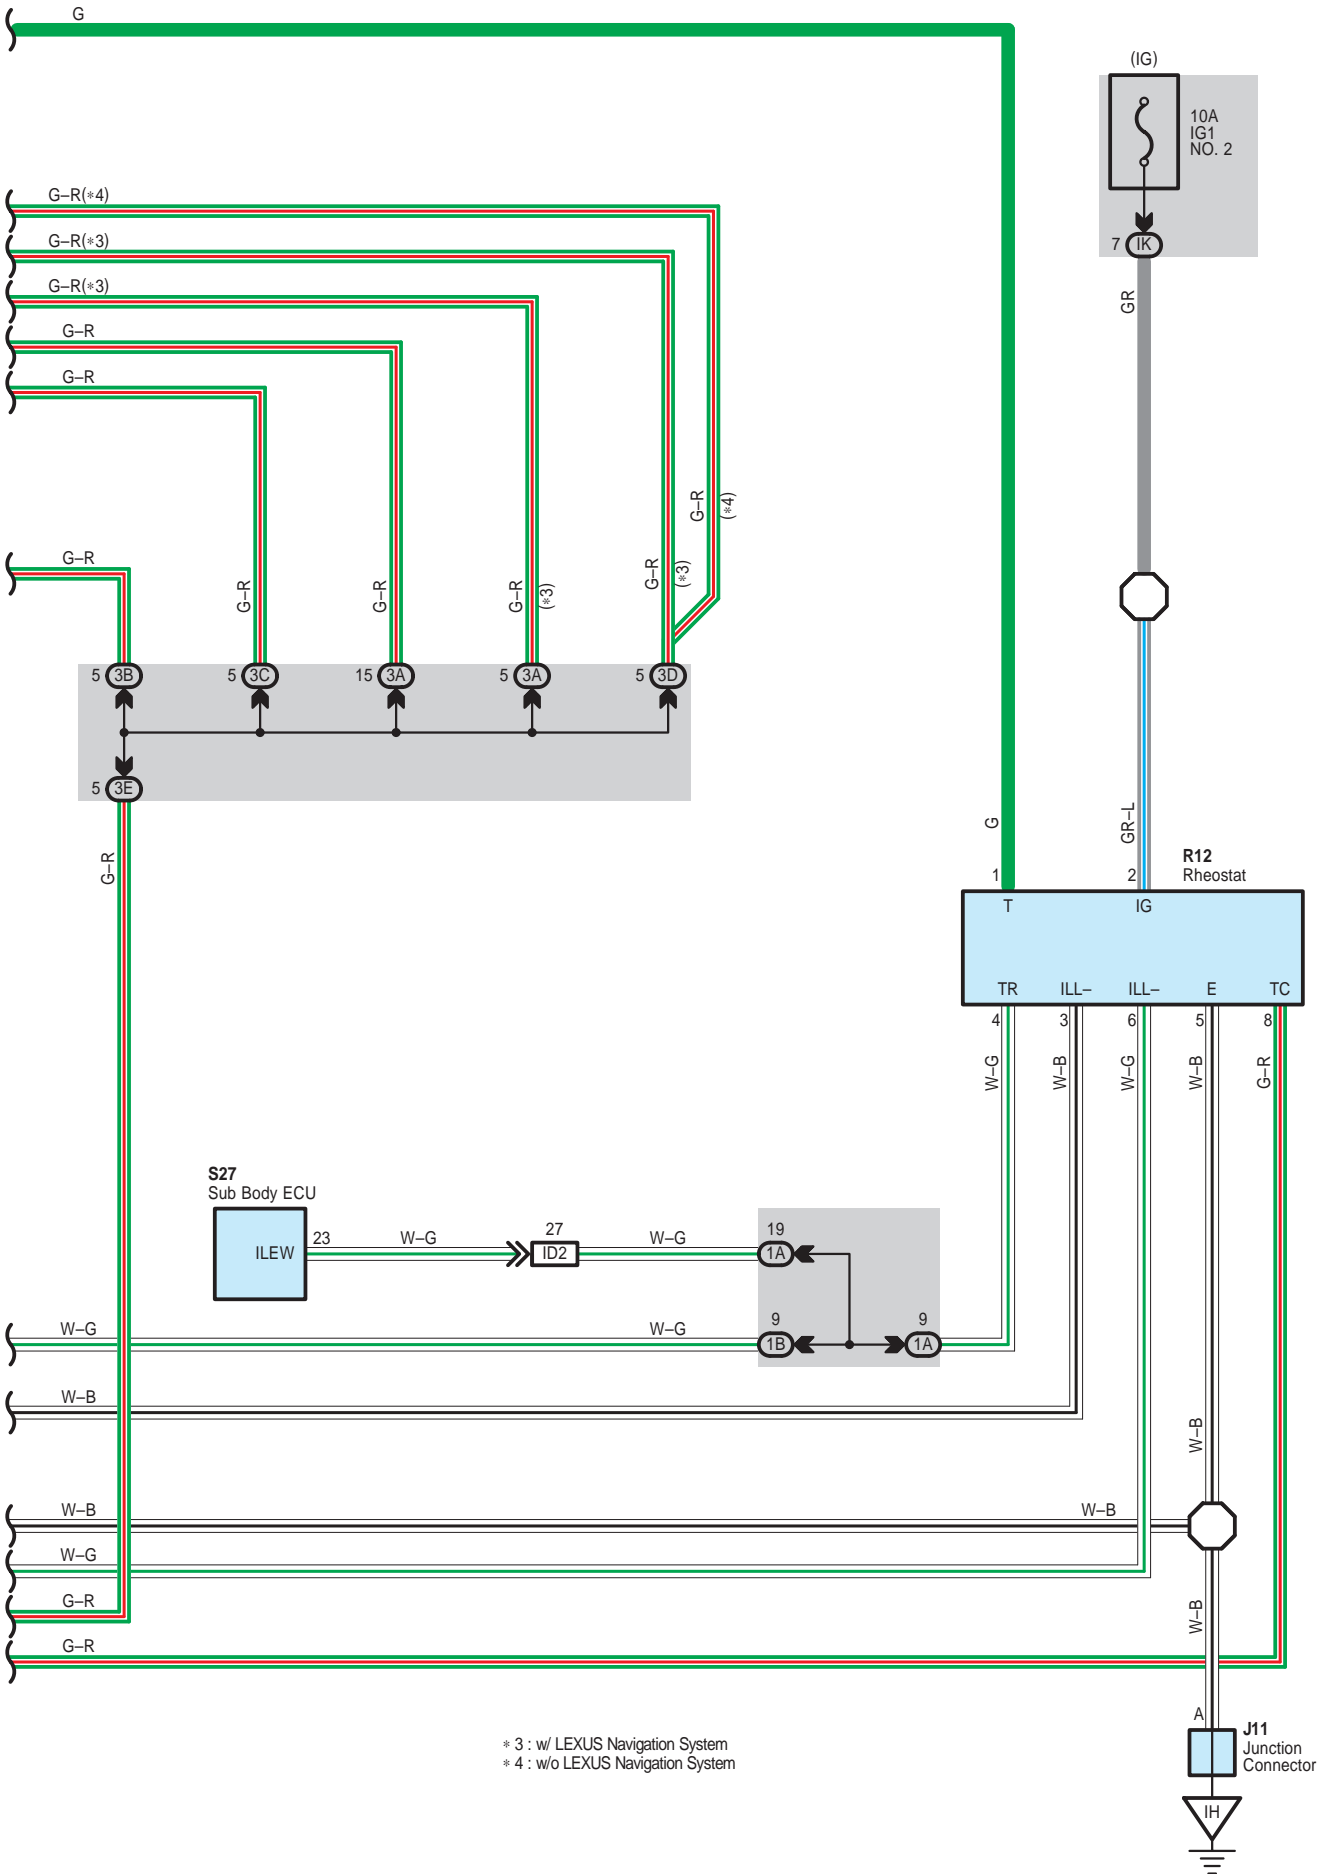 G
(IG)
10A
IG1
NO. 2
7 IK
GR
G–R(∗4)
G–R(∗3)
G–R(∗3)
G–R
G–R
G–R
G–R
G–R
G–R
(∗3)
G–R
(∗3)
G–R
(∗4)
5 3B
5 3C
15 3A
5 3A
5 3D
5 3E
G–R
G
GR–L
R12
Rheostat
1
2
T
IG
TR
ILL–
ILL–
E
TC
4
3
6
5
8
W–G
W–B
W–G
W–B
G–R
S27
Sub Body ECU
ILEW
23
W–G
27
ID2
W–G
19
1A
W–G
W–G
9
1B
9
1A
W–B
W–B
W–B
W–B
W–G
W–B
G–R
G–R
A
J11
Junction
Connector
IH
∗ 3 : w/ LEXUS Navigation System
∗ 4 : w/o LEXUS Navigation System